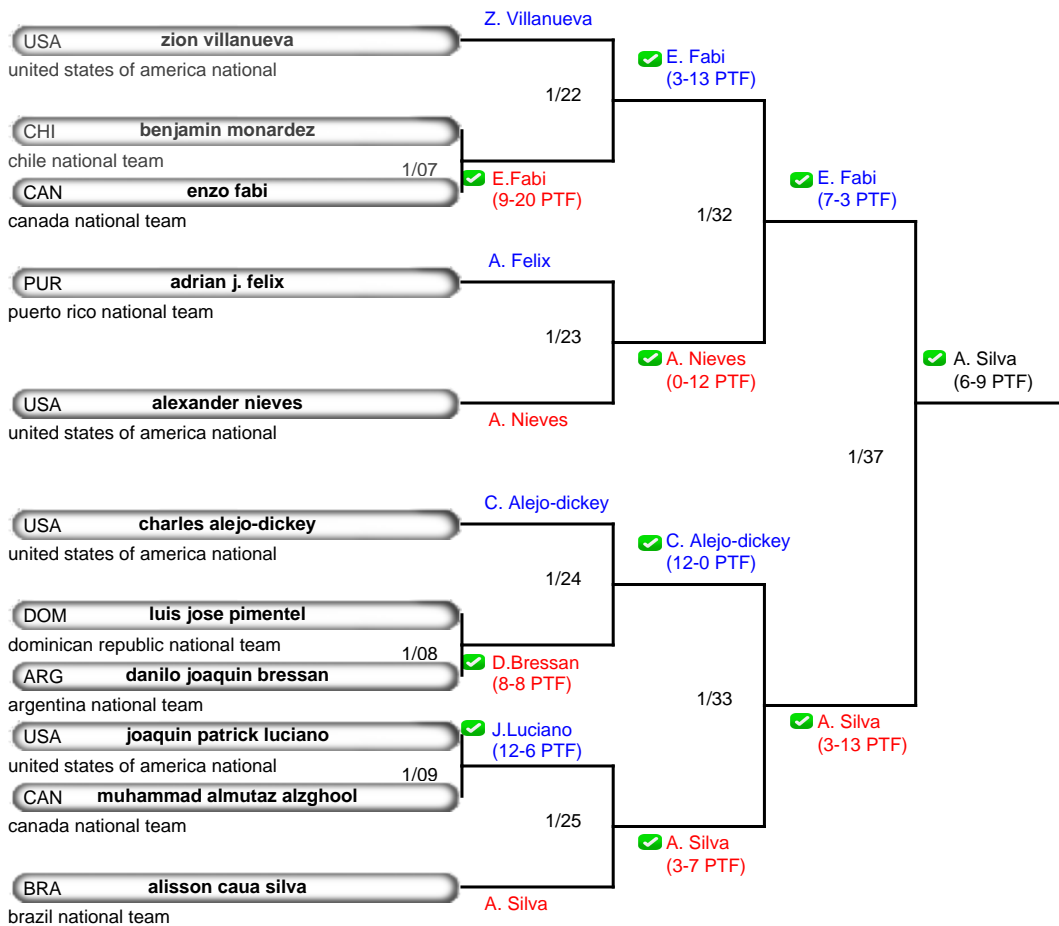 Z. Villanueva
USA zion villanueva
united states of america national
E. Fabi
(3-13 PTF)
1/22
CHI benjamin monardez
chile national team
1/07
CAN enzo fabi
canada national team
E.Fabi
(9-20 PTF)
E. Fabi
(7-3 PTF)
1/32
A. Felix
PUR adrian j. felix
puerto rico national team
1/23
A. Nieves
(0-12 PTF)
USA alexander nieves
united states of america national
A. Nieves
A. Silva
(6-9 PTF)
1/37
C. Alejo-dickey
USA charles alejo-dickey
united states of america national
C. Alejo-dickey
(12-0 PTF)
1/24
DOM luis jose pimentel
dominican republic national team
1/08
ARG danilo joaquin bressan
argentina national team
D.Bressan
(8-8 PTF)
1/33
A. Silva
(3-13 PTF)
USA joaquin patrick luciano
united states of america national
J.Luciano
(12-6 PTF)
1/09
CAN muhammad almutaz alzghool
canada national team
1/25
A. Silva
(3-7 PTF)
BRA alisson caua silva
brazil national team
A. Silva